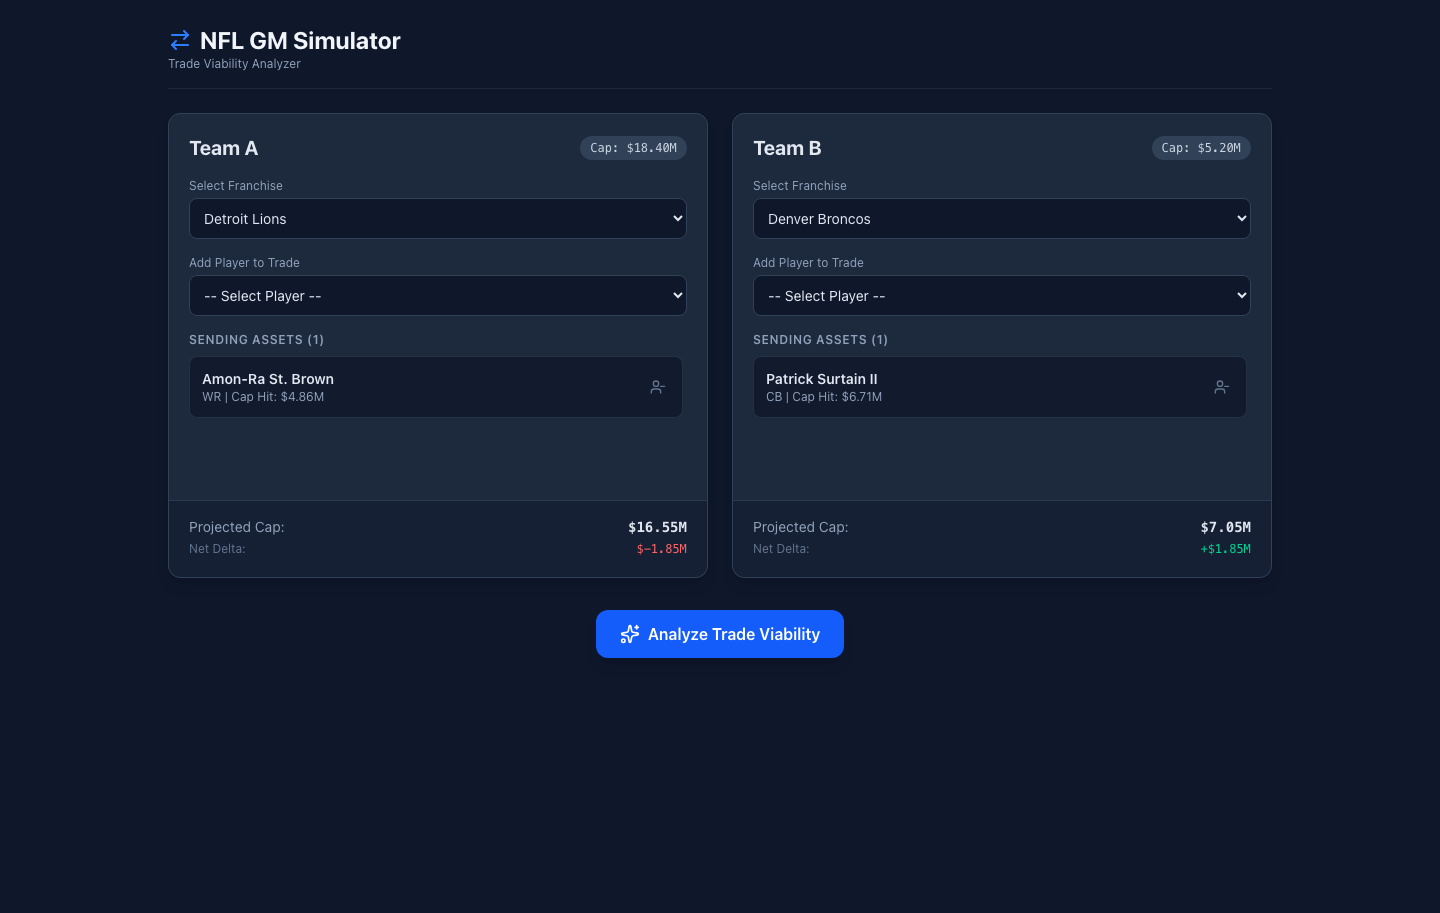 NFL GM Simulator
Trade Viability Analyzer
Team A
Cap: $18.40M
Select Franchise
Detroit Lions
Add Player to Trade
-- Select Player --
SENDING ASSETS (1)
Amon-Ra St. Brown
WR | Cap Hit: $4.86M
Projected Cap:
$16.55M
Net Delta:
$−1.85M
Team B
Cap: $5.20M
Select Franchise
Denver Broncos
Add Player to Trade
-- Select Player --
SENDING ASSETS (1)
Patrick Surtain II
CB | Cap Hit: $6.71M
Projected Cap:
$7.05M
Net Delta:
+$1.85M
Analyze Trade Viability